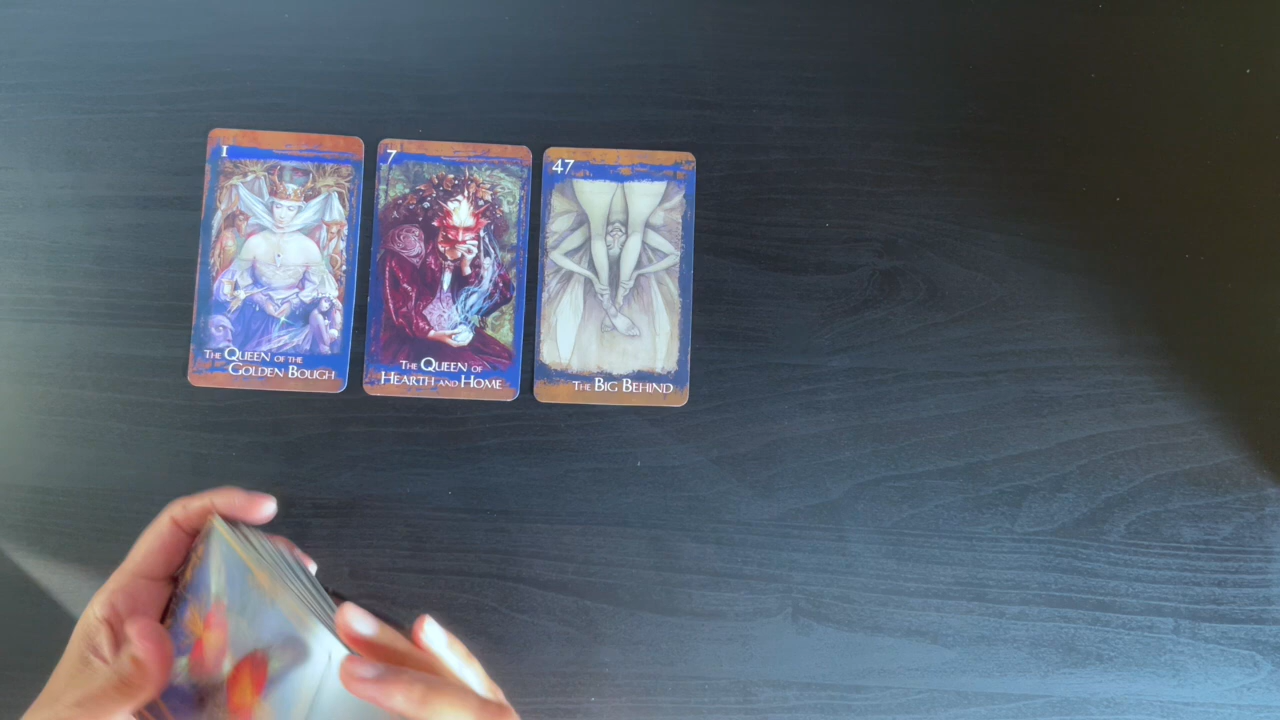 1
The Queen of the
Golden Bough
7
The Queen of
Hearth and Home
47
The Big Behind